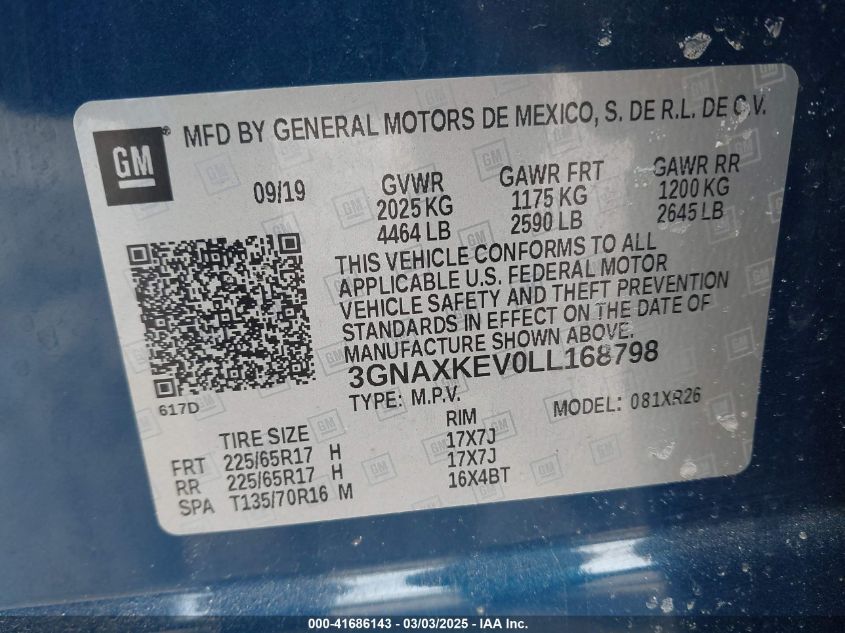 GM ® MFD BY GENERAL MOTORS DE MEXICO, S. DE R.L. DE C.V.
09/19
GVWR GAWR FRT GAWR RR
2025 KG 1175 KG 1200 KG
4464 LB 2590 LB 2645 LB
THIS VEHICLE CONFORMS TO ALL
APPLICABLE U.S. FEDERAL MOTOR
VEHICLE SAFETY AND THEFT PREVENTION
STANDARDS IN EFFECT ON THE DATE OF
MANUFACTURE SHOWN ABOVE.
3GNAXKEV0LL168798
617D
TYPE: M.P.V. MODEL: 081XR26
TIRE SIZE RIM
FRT 225/65R17 H 17X7J
RR 225/65R17 H 17X7J
SPA T135/70R16 M 16X4BT
000-41686143 - 03/03/2025 - IAAI.com